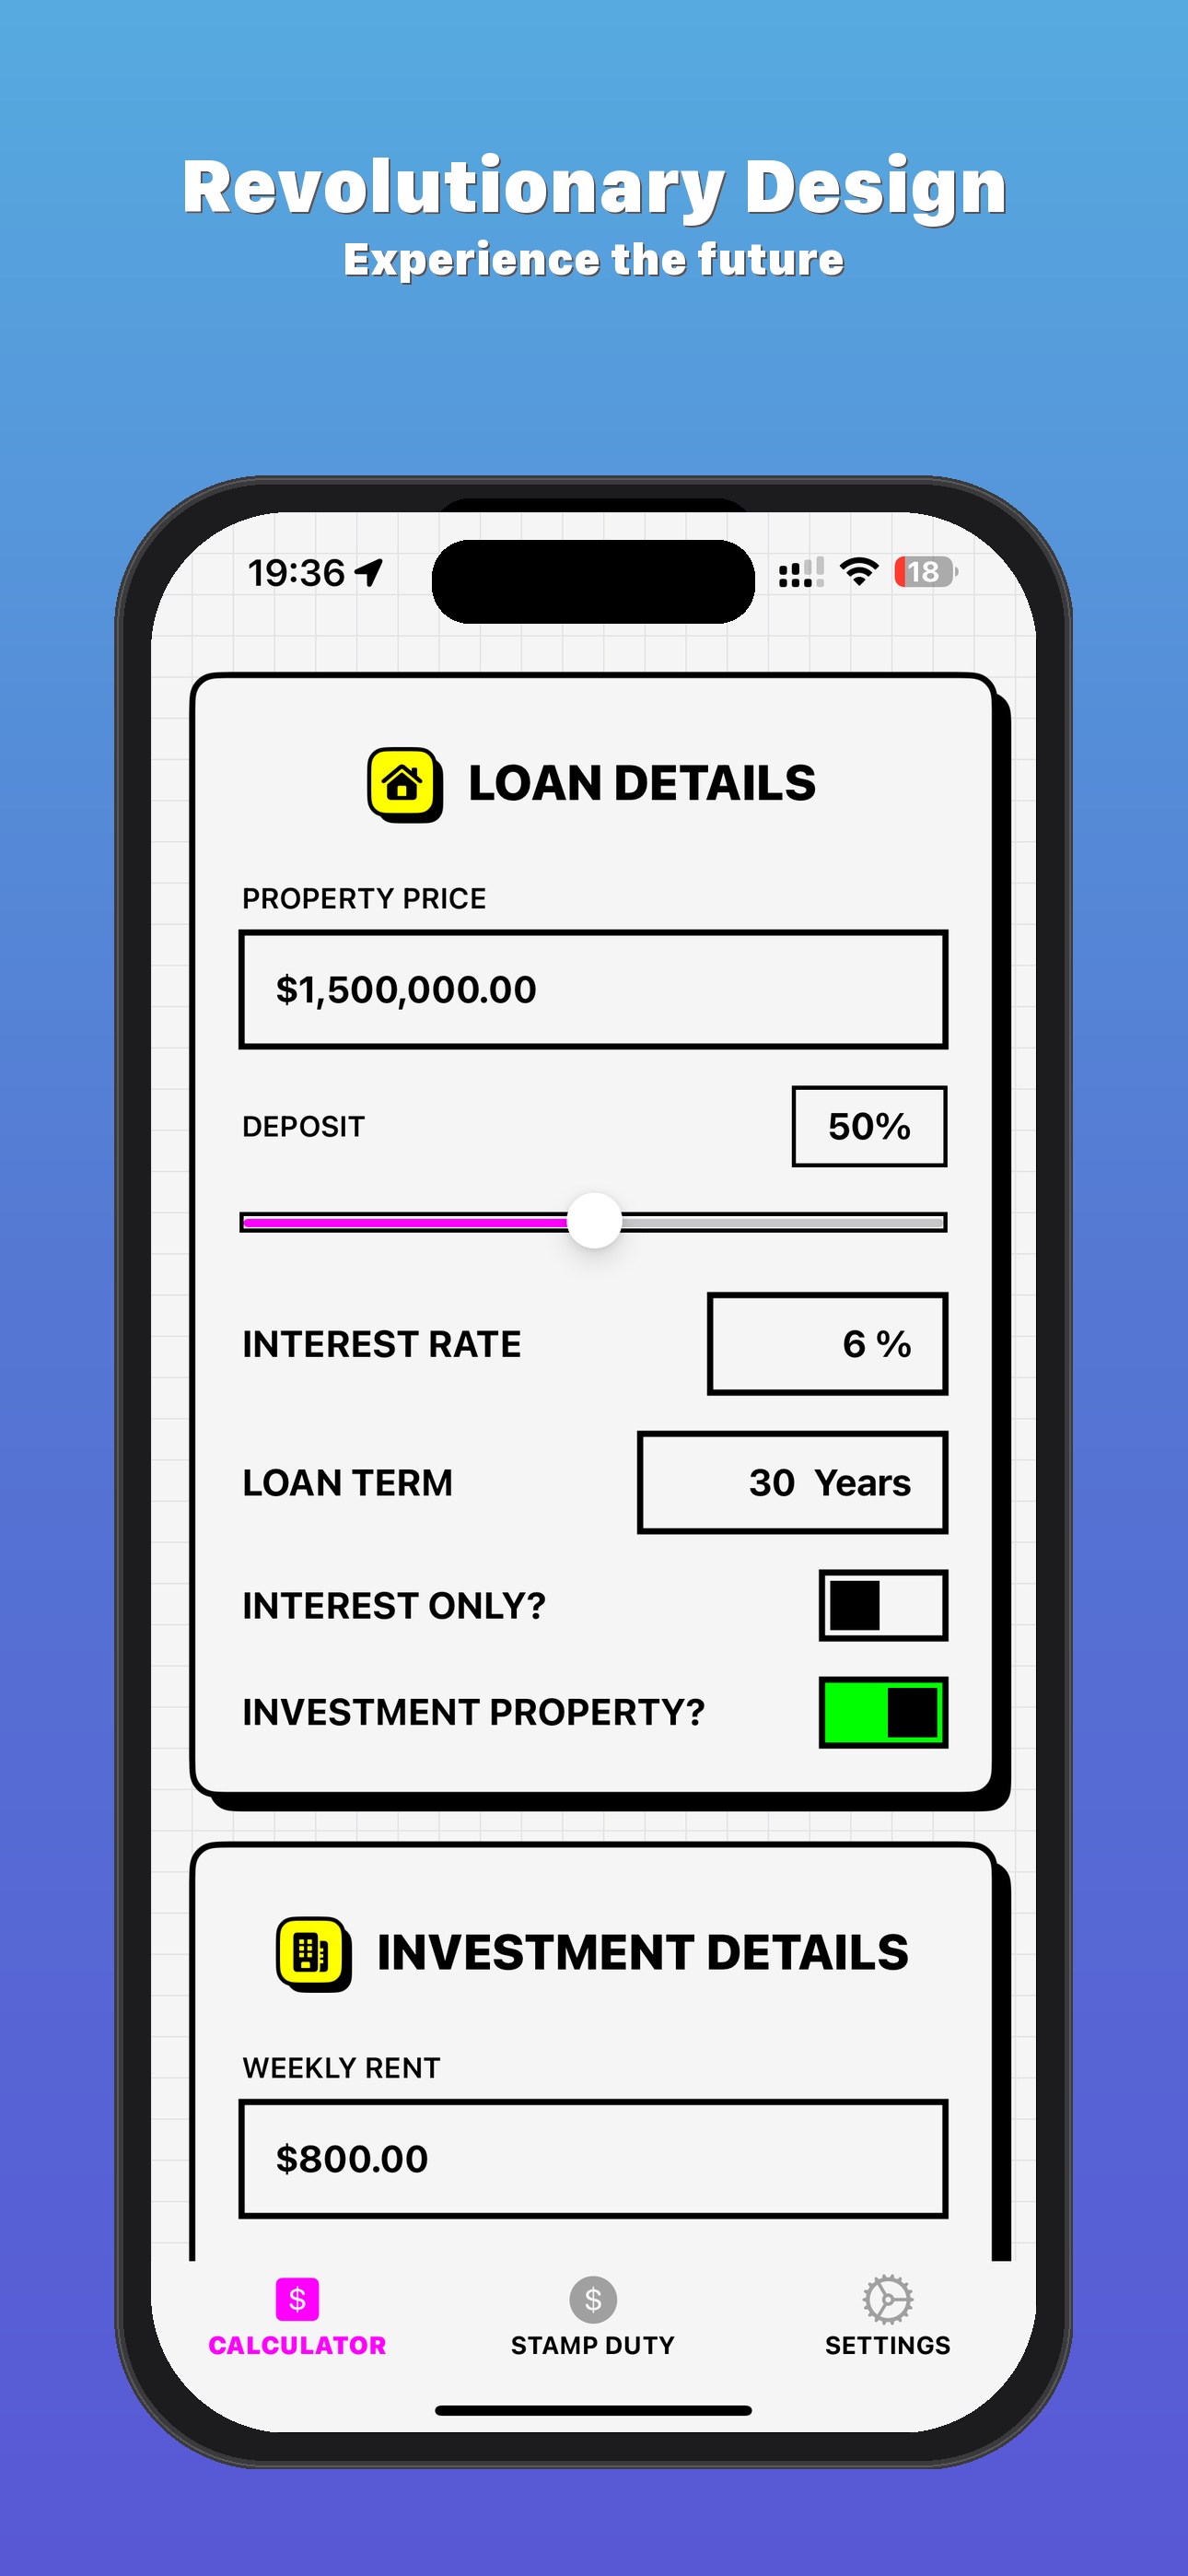 Revolutionary Design
Experience the future
19:36
18
LOAN DETAILS
PROPERTY PRICE
$1,500,000.00
DEPOSIT
50%
INTEREST RATE
6 %
LOAN TERM
30 Years
INTEREST ONLY?
INVESTMENT PROPERTY?
INVESTMENT DETAILS
WEEKLY RENT
$800.00
$ $
CALCULATOR STAMP DUTY SETTINGS